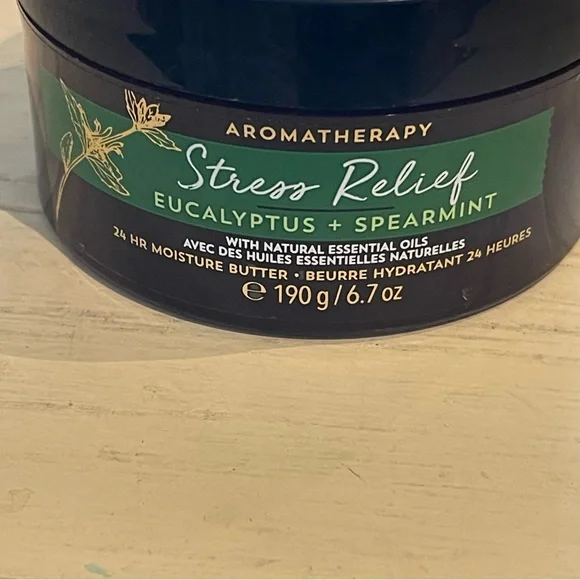 AROMATHERAPY
Stress Relief
EUCALYPTUS + SPEARMINT
WITH NATURAL ESSENTIAL OILS
AVEC DES HUILES ESSENTIELLES NATURELLES
24 HR MOISTURE BUTTER • BEURRE HYDRATANT 24 HEURES
℮ 190 g/6.7 oz